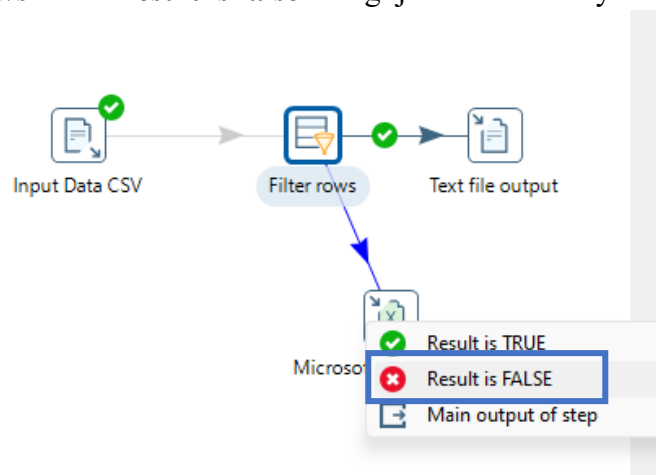 Input Data CSV
Filter rows
Text file output
Result is TRUE
Result is FALSE
Main output of step